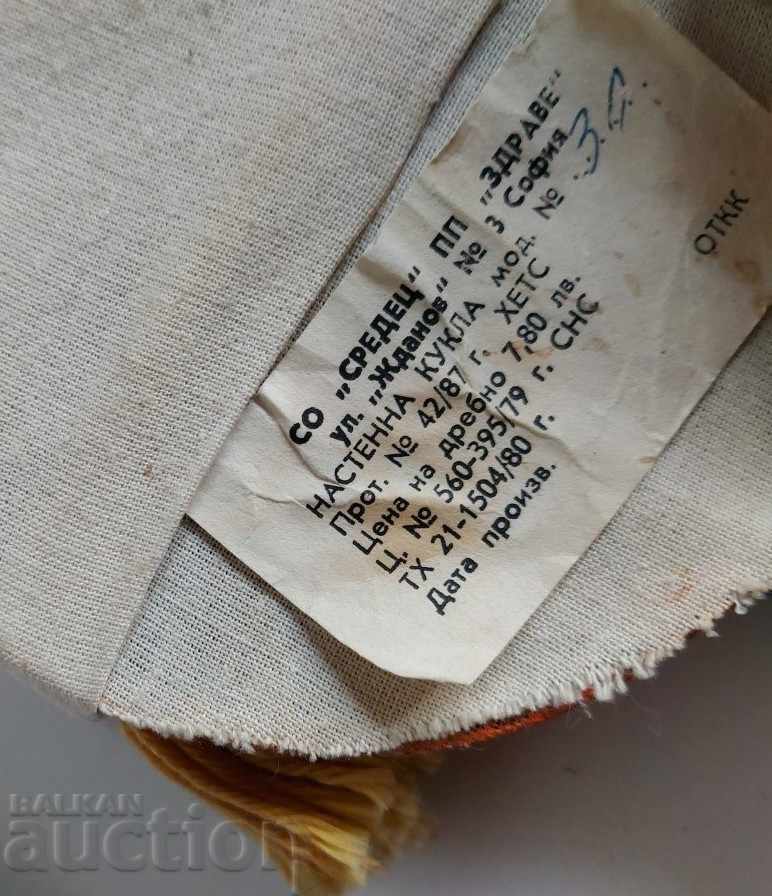 СО „СРЕДЕЦ" ПП „ЗДРАВЕ"
ул. „Жданов" № 3 София
НАСТЕННА КУКЛА мод. №
Прот. № 42/87 г. ХЕТС
Цена на дребно 7,80 лв.
Ц. № 560-395/79 г. СНС
ТХ 21-1504/80 г.
Дата произв.
ОТКК
BALKAN
auction